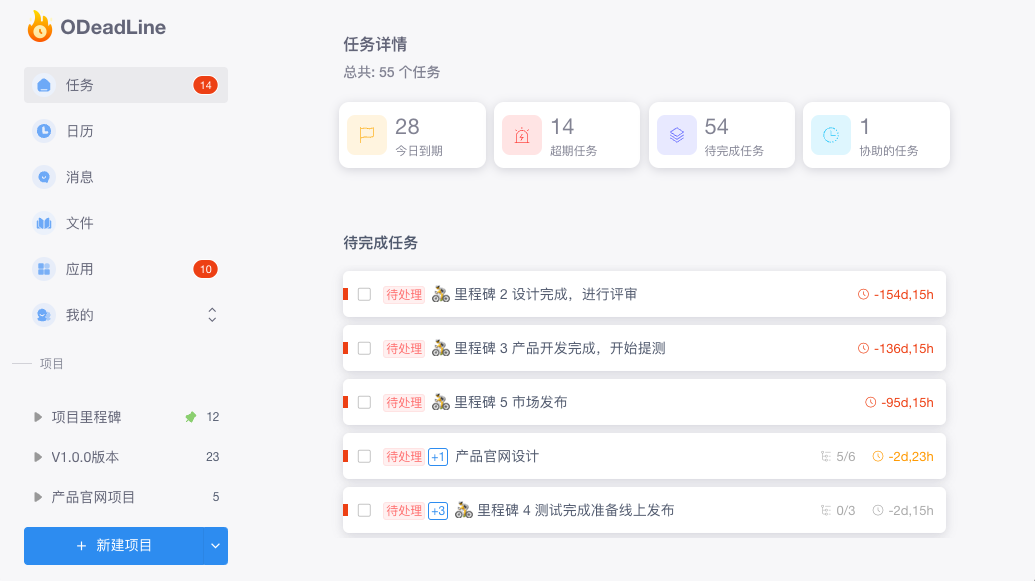 ODeadLine
任务 14
日历
消息
文件
应用 10
我的
项目
项目里程碑 12
V1.0.0版本 23
产品官网项目 5
+ 新建项目
任务详情
总共: 55 个任务
28
今日到期
14
超期任务
54
待完成任务
1
协助的任务
待完成任务
待处理 里程碑 2 设计完成，进行评审 -154d,15h
待处理 里程碑 3 产品开发完成，开始提测 -136d,15h
待处理 里程碑 5 市场发布 -95d,15h
待处理 +1 产品官网设计 5/6 -2d,23h
待处理 +3 里程碑 4 测试完成准备线上发布 0/3 -2d,15h